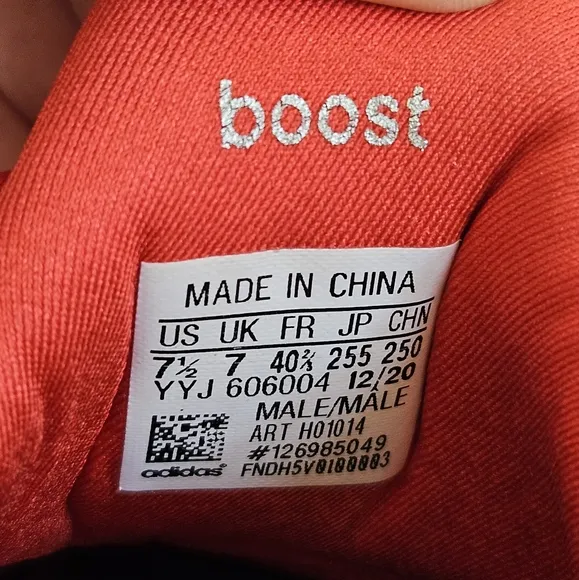 boost
MADE IN CHINA
US UK FR JP CHN
7½ 7 40⅔ 255 250
YYJ 606004 12/20
MALE/MÂLE
ART H01014
#126985049
adidas® FNDH5V0I00003